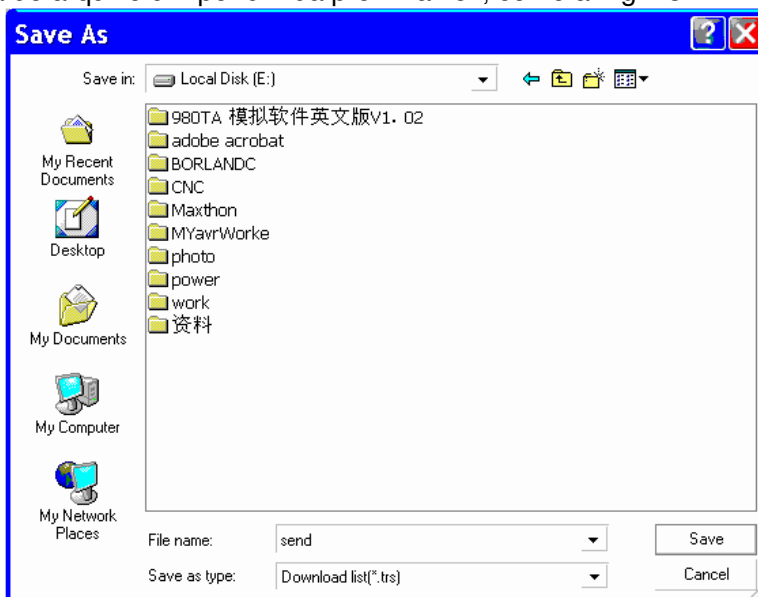 Save As
Save in: Local Disk (E:)
My Recent
Documents
Desktop
My Documents
My Computer
My Network
Places
980TA 模拟软件英文版V1. 02
adobe acrobat
BORLANDC
CNC
Maxthon
MYavrWorke
photo
power
work
资料
File name: send Save
Save as type: Download list(*.trs) Cancel